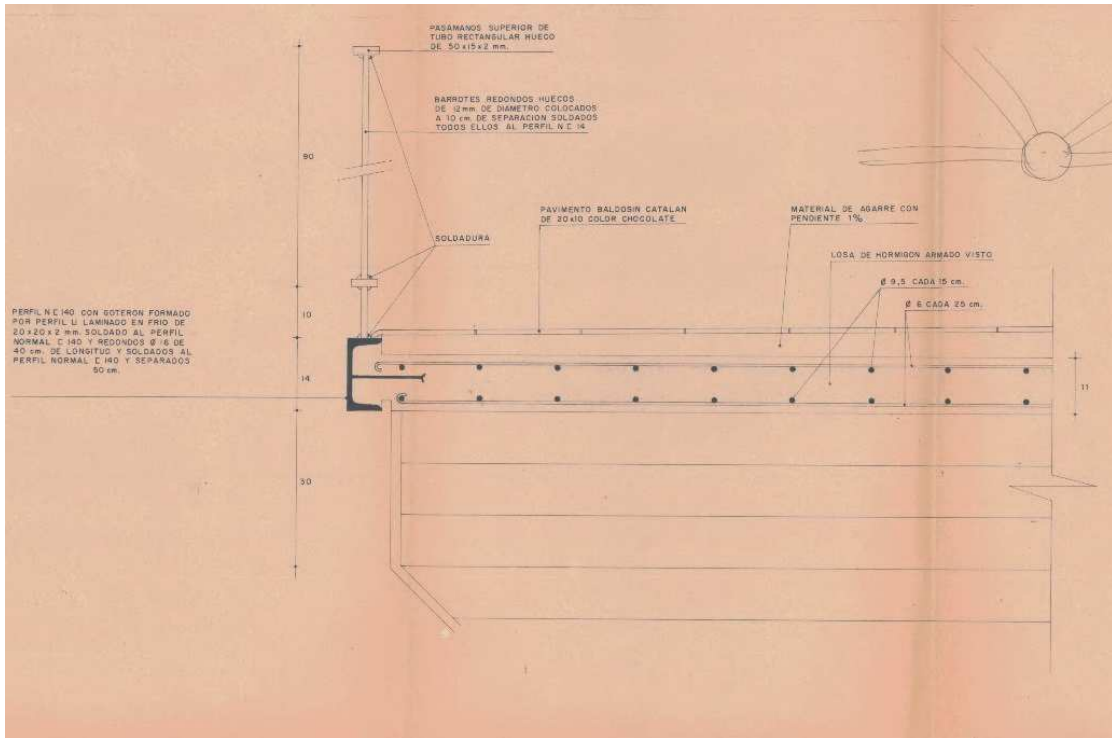 PASAMANOS SUPERIOR DE
TUBO RECTANGULAR HUECO
DE 50x15x2 mm.
BARROTES REDONDOS HUECOS
DE 12 mm. DE DIAMETRO COLOCADOS
A 10 cm. DE SEPARACION SOLDADOS
TODOS ELLOS AL PERFIL N C 14
90
PAVIMENTO BALDOSIN CATALAN
DE 20x10 COLOR CHOCOLATE
MATERIAL DE AGARRE CON
PENDIENTE 1%
SOLDADURA
LOSA DE HORMIGON ARMADO VISTO
Ø 9,5 CADA 15 cm.
Ø 6 CADA 25 cm.
PERFIL N C 140 CON GOTERON FORMADO
POR PERFIL U LAMINADO EN FRIO DE
20x20x2 mm. SOLDADO AL PERFIL
NORMAL C 140 Y REDONDOS Ø 16 DE
40 cm. DE LONGITUD Y SOLDADOS AL
PERFIL NORMAL C 140 Y SEPARADOS
50 cm.
10
14
11
30